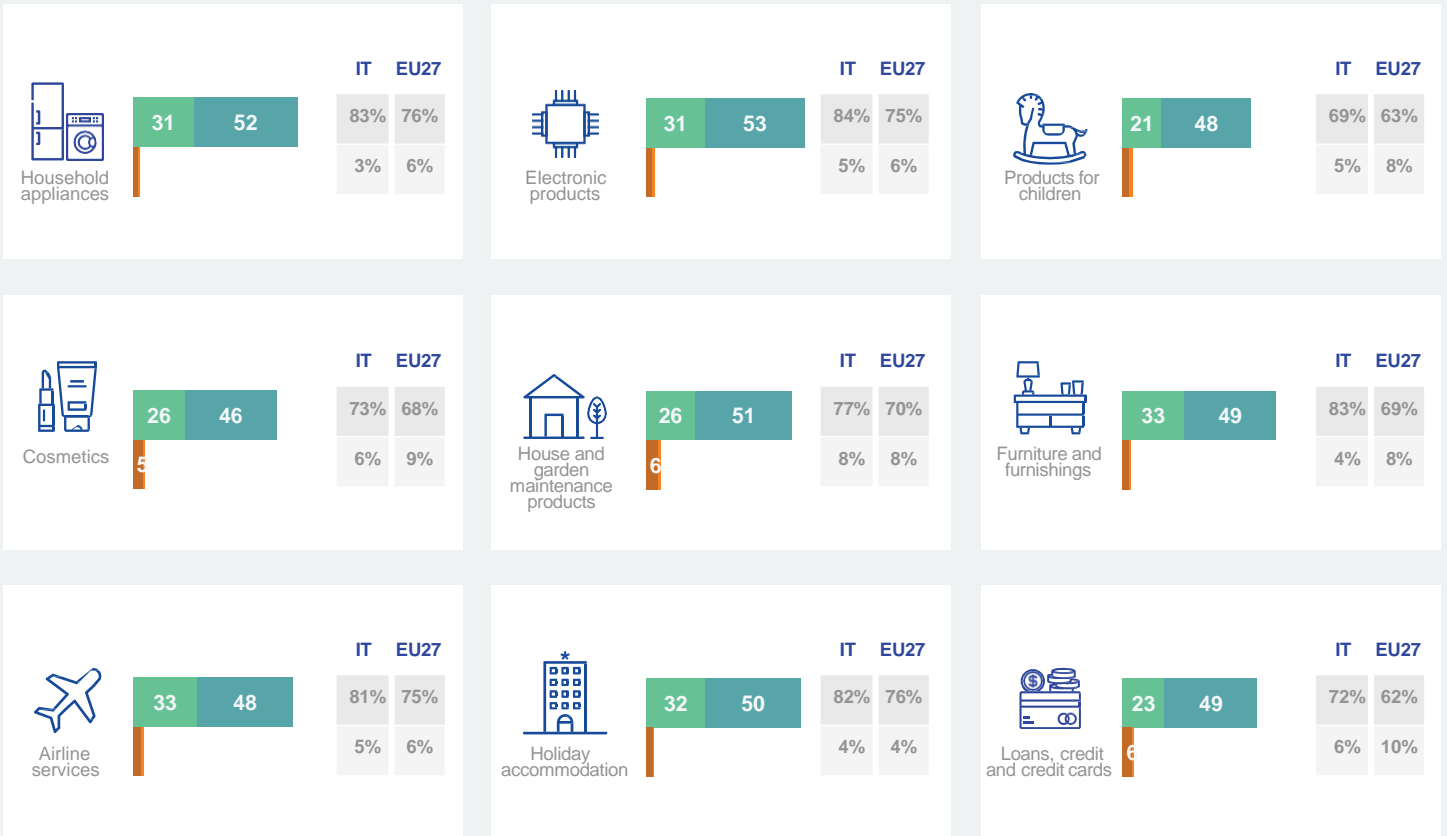 IT EU27
31 52
83% 76%
3% 6%
Household
appliances
IT EU27
31 53
84% 75%
5% 6%
Electronic
products
IT EU27
21 48
69% 63%
5% 8%
Products for
children
IT EU27
26 46
73% 68%
5
6% 9%
Cosmetics
IT EU27
26 51
77% 70%
6
8% 8%
House and
garden
maintenance
products
IT EU27
33 49
83% 69%
4% 8%
Furniture and
furnishings
IT EU27
33 48
81% 75%
5% 6%
Airline
services
IT EU27
32 50
82% 76%
4% 4%
Holiday
accommodation
IT EU27
$
23 49
72% 62%
6
6% 10%
Loans, credit
and credit cards